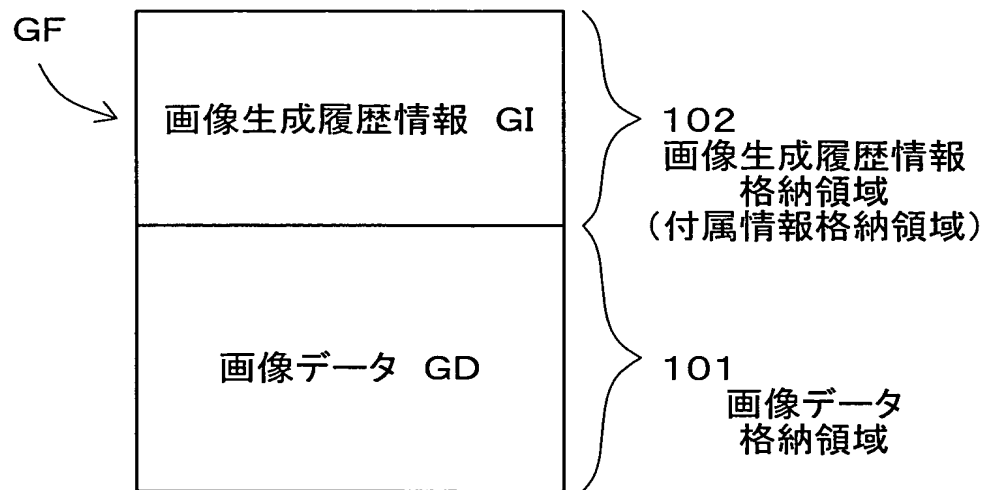 GF
画像生成履歴情報 GI
102
画像生成履歴情報
格納領域
(付属情報格納領域)
画像データ GD
101
画像データ
格納領域